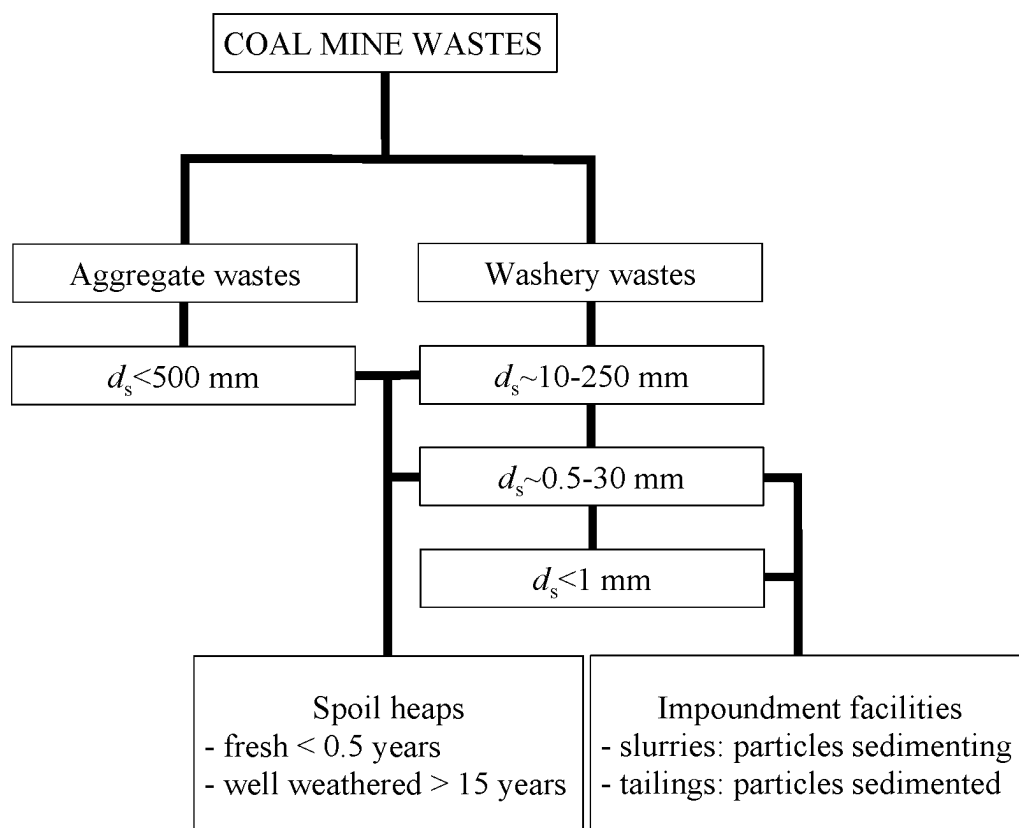 COAL MINE WASTES
Aggregate wastes
Washery wastes
dₛ<500 mm
dₛ~10-250 mm
dₛ~0.5-30 mm
dₛ<1 mm
Spoil heaps
- fresh < 0.5 years
- well weathered > 15 years
Impoundment facilities
- slurries: particles sedimenting
- tailings: particles sedimented